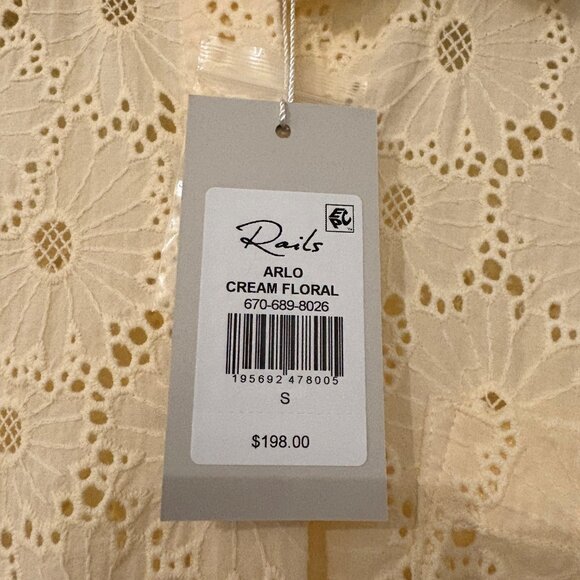 Rails
ARLO
CREAM FLORAL
670-689-8026
195692 478005
S
$198.00